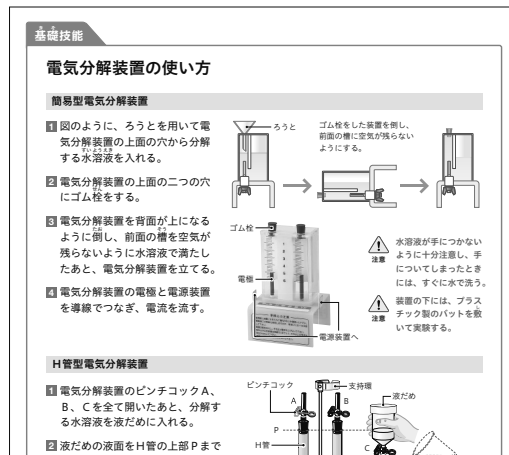 基礎技能
き そ
電気分解装置の使い方
簡易型電気分解装置
1 図のように、ろうとを用いて電
気分解装置の上面の穴から分解
すいようえき
する水溶液を入れる。
2 電気分解装置の上面の二つの穴
せん
にゴム栓をする。
3 電気分解装置を背面が上になる
たお
そう
ように倒し、前面の槽を空気が
残らないように水溶液で満たし
たあと、電気分解装置を立てる。
4 電気分解装置の電極と電源装置
を導線でつなぎ、電流を流す。
ろうと
ゴム栓をした装置を倒し、
前面の槽に空気が残らない
ようにする。
ゴム栓
電極
電源装置へ
注意
水溶液が手につかない
ように十分注意し、手
についてしまったとき
には、すぐに水で洗う。
注意
装置の下には、プラス
チック製のバットを敷
いて実験する。
H管型電気分解装置
1 電気分解装置のピンチコックA、
B、Cを全て開いたあと、分解す
る水溶液を液だめに入れる。
2 液だめの液面をH管の上部Pまで
ピンチコック
支持環
液だめ
A
B
P
H管
C